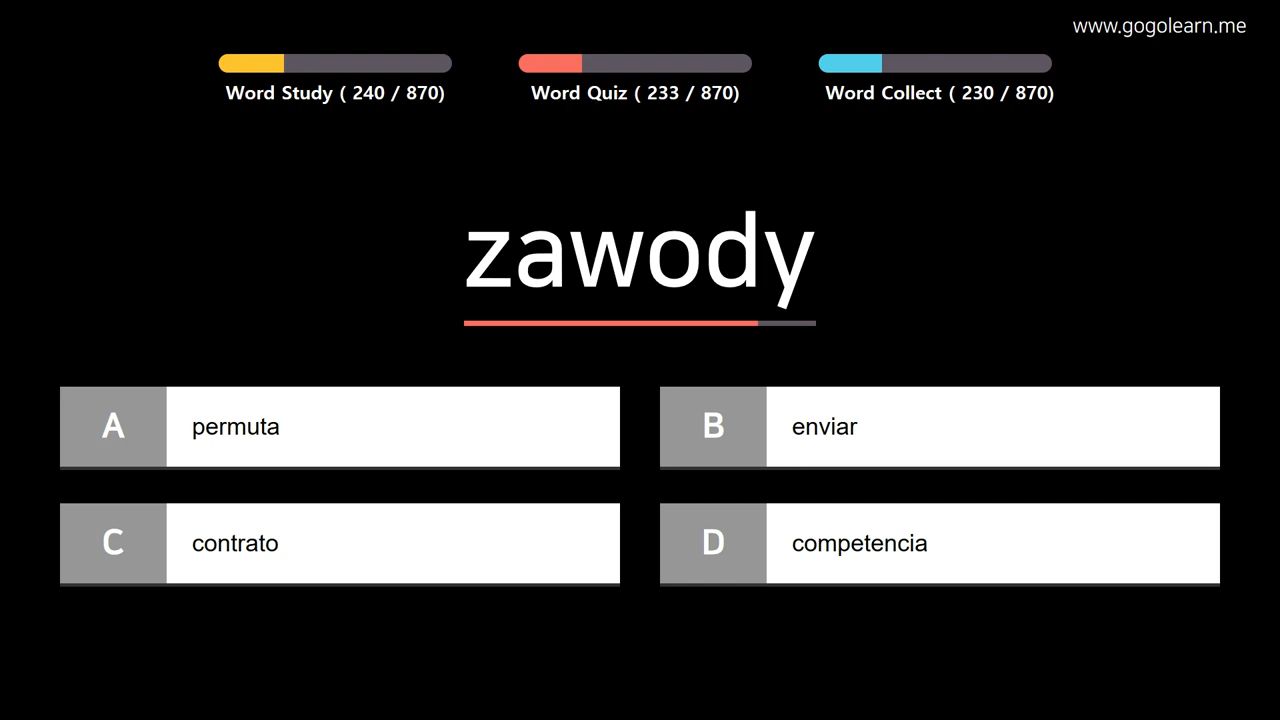 www.gogolearn.me
Word Study ( 240 / 870)
Word Quiz ( 233 / 870)
Word Collect ( 230 / 870)
zawody
A permuta
B enviar
C contrato
D competencia